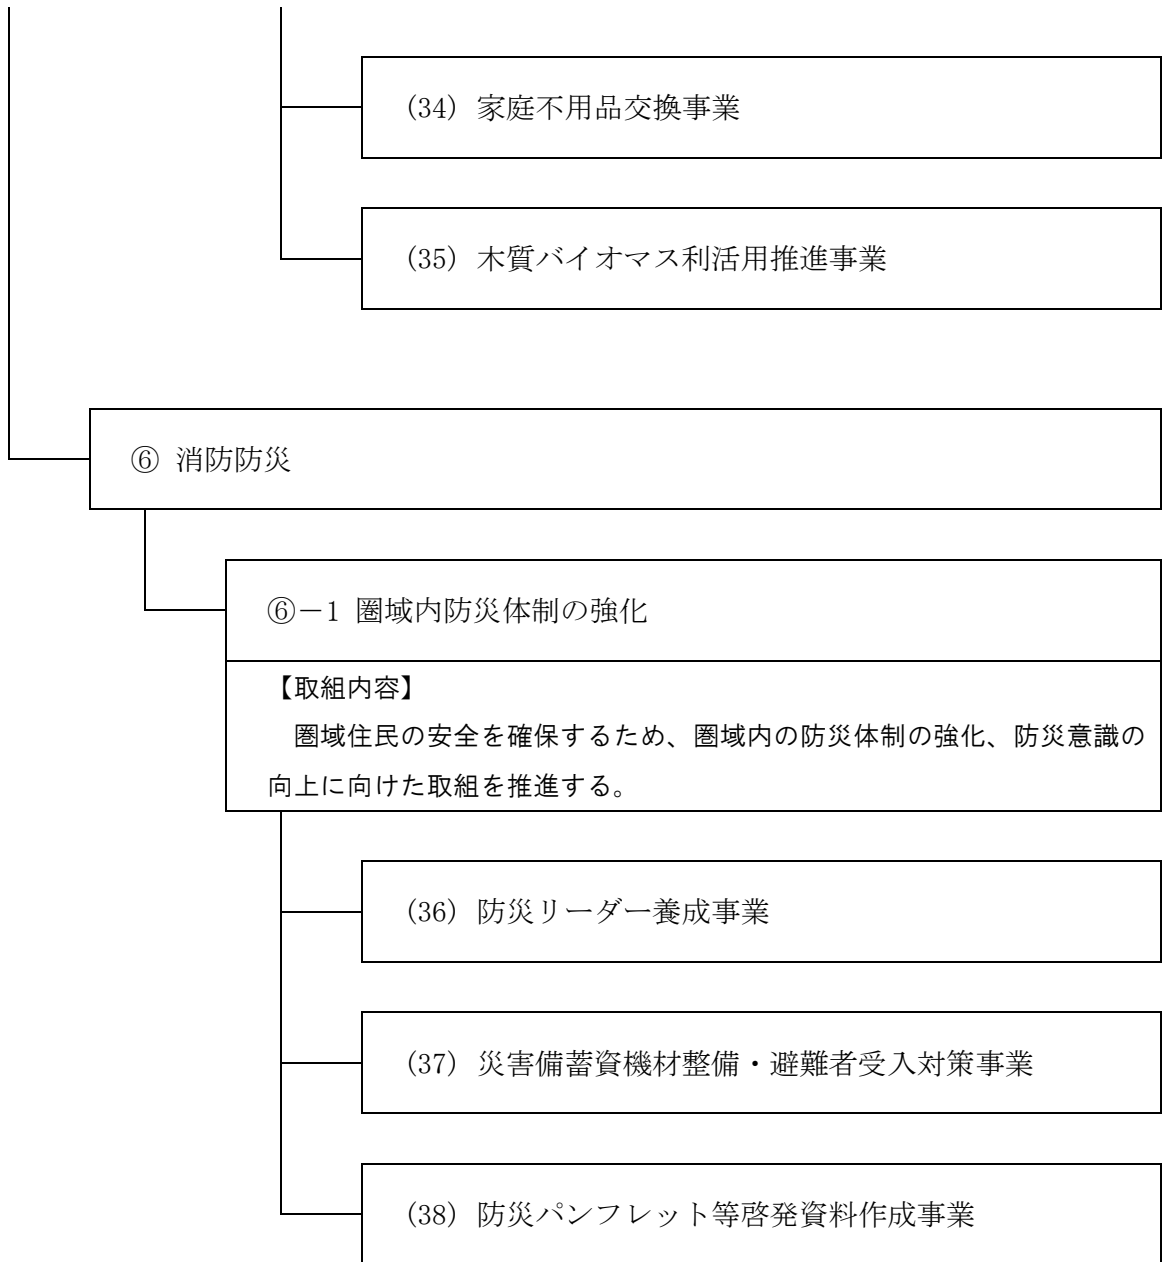 (34) 家庭不用品交換事業
(35) 木質バイオマス利活用推進事業
⑥ 消防防災
⑥－1 圏域内防災体制の強化
【取組内容】
圏域住民の安全を確保するため、圏域内の防災体制の強化、防災意識の
向上に向けた取組を推進する。
(36) 防災リーダー養成事業
(37) 災害備蓄資機材整備・避難者受入対策事業
(38) 防災パンフレット等啓発資料作成事業